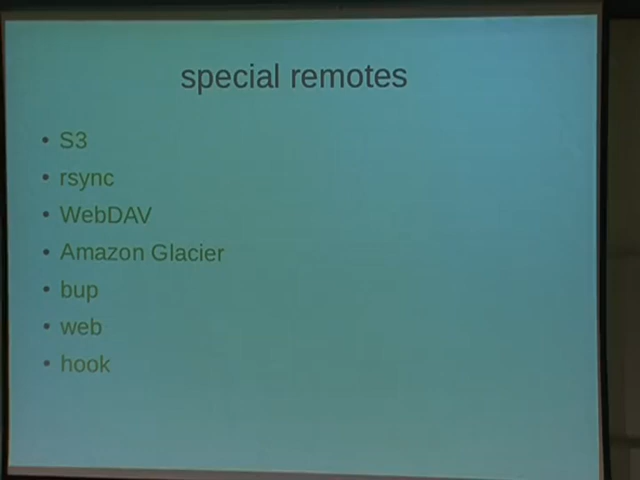 special remotes
• S3
• rsync
• WebDAV
• Amazon Glacier
• bup
• web
• hook